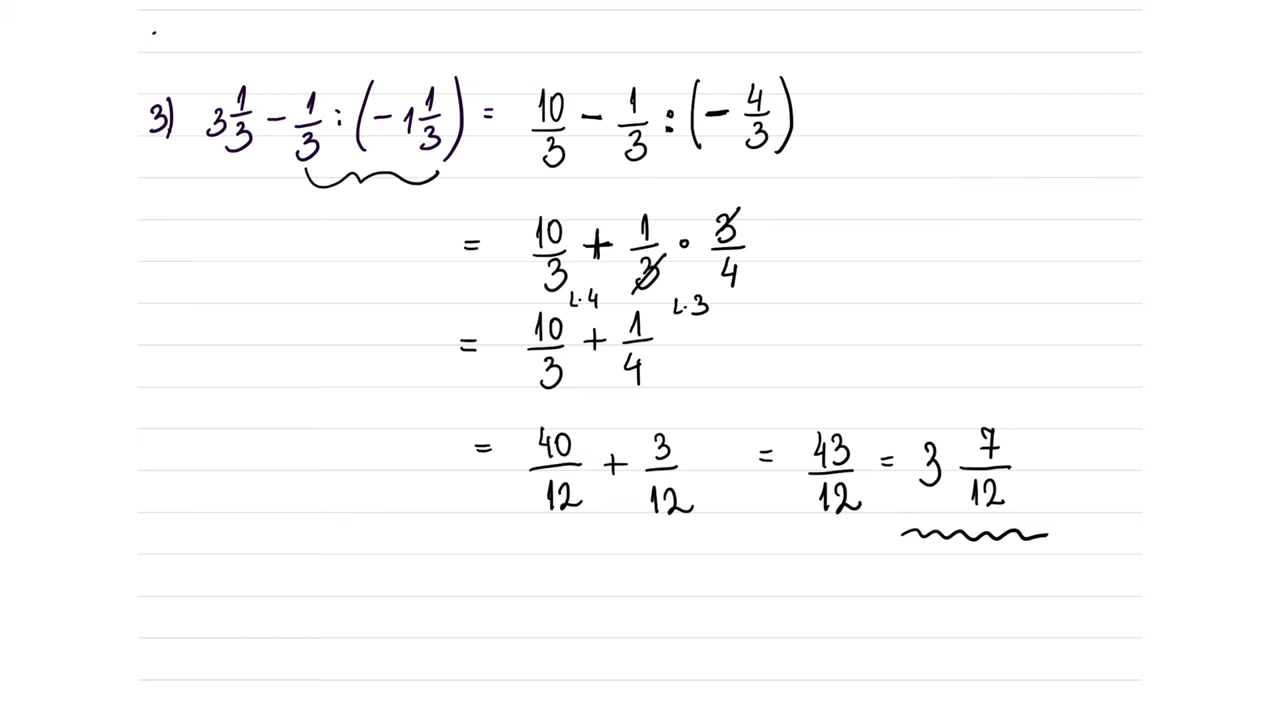 3) 3 1/3 - 1/3 : (-1 1/3) = 10/3 - 1/3 : (-4/3)
= 10/3 + 1/3 · 3/4
L·4 L·3
= 10/3 + 1/4
= 40/12 + 3/12 = 43/12 = 3 7/12